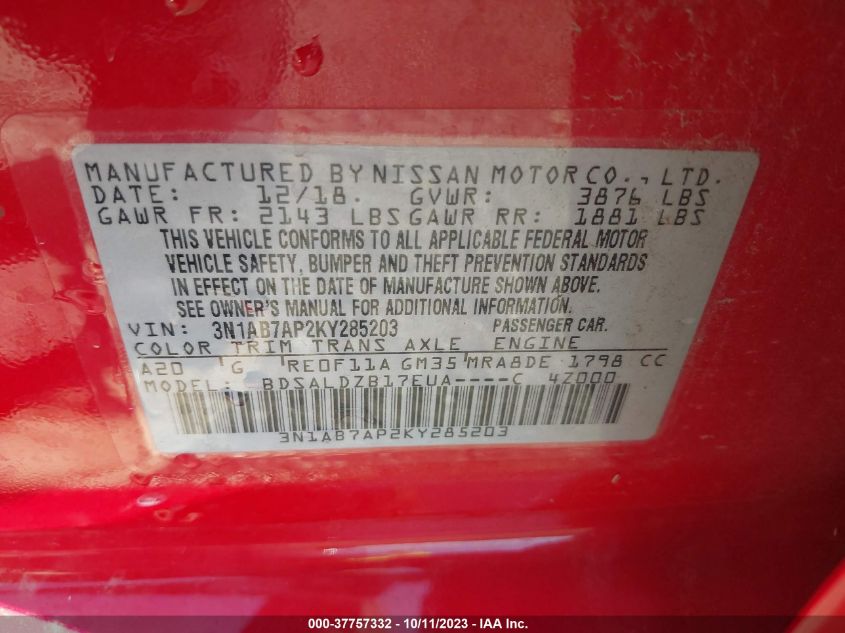 MANUFACTURED BY NISSAN MOTOR CO., LTD.
DATE: 12/18. GVWR: 3876 LBS
GAWR FR: 2143 LBS GAWR RR: 1881 LBS
THIS VEHICLE CONFORMS TO ALL APPLICABLE FEDERAL MOTOR
VEHICLE SAFETY, BUMPER AND THEFT PREVENTION STANDARDS
IN EFFECT ON THE DATE OF MANUFACTURE SHOWN ABOVE.
SEE OWNER'S MANUAL FOR ADDITIONAL INFORMATION
VIN: 3N1AB7AP2KY285203 PASSENGER CAR.
COLOR TRIM TRANS AXLE ENGINE
A20 G RE0F11A GM35 MRA8DE 1798 CC
MODEL: BDSALDZB17EUA----C 4Z000
3N1AB7AP2KY285203
000-37757332 - 10/11/2023 - IAA Inc.